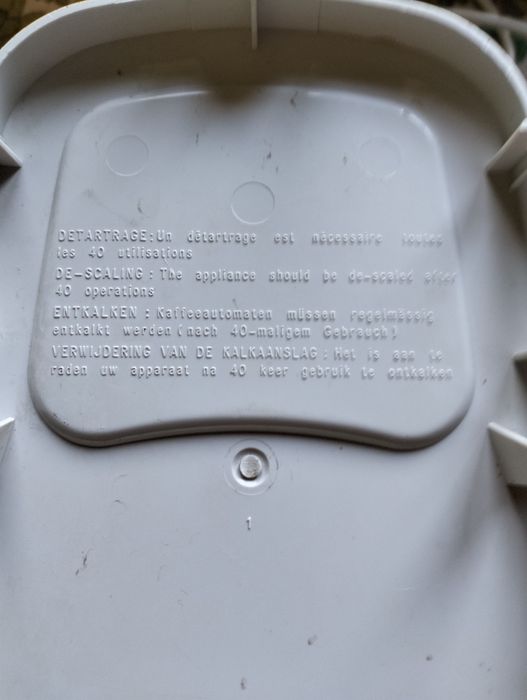 DETARTRAGE:Un détartrage est nécessaire toutes
les 40 utilisations
DE-SCALING : The appliance should be de-scaled after
40 operations
ENTKALKEN : Kaffeeautomaten müssen regelmässig
entkalkt werden (nach 40-maligem Gebrauch)
VERWIJDERING VAN DE KALKAANSLAG : Het is aan te
raden uw apparaat na 40 keer gebruik te ontkalken
1